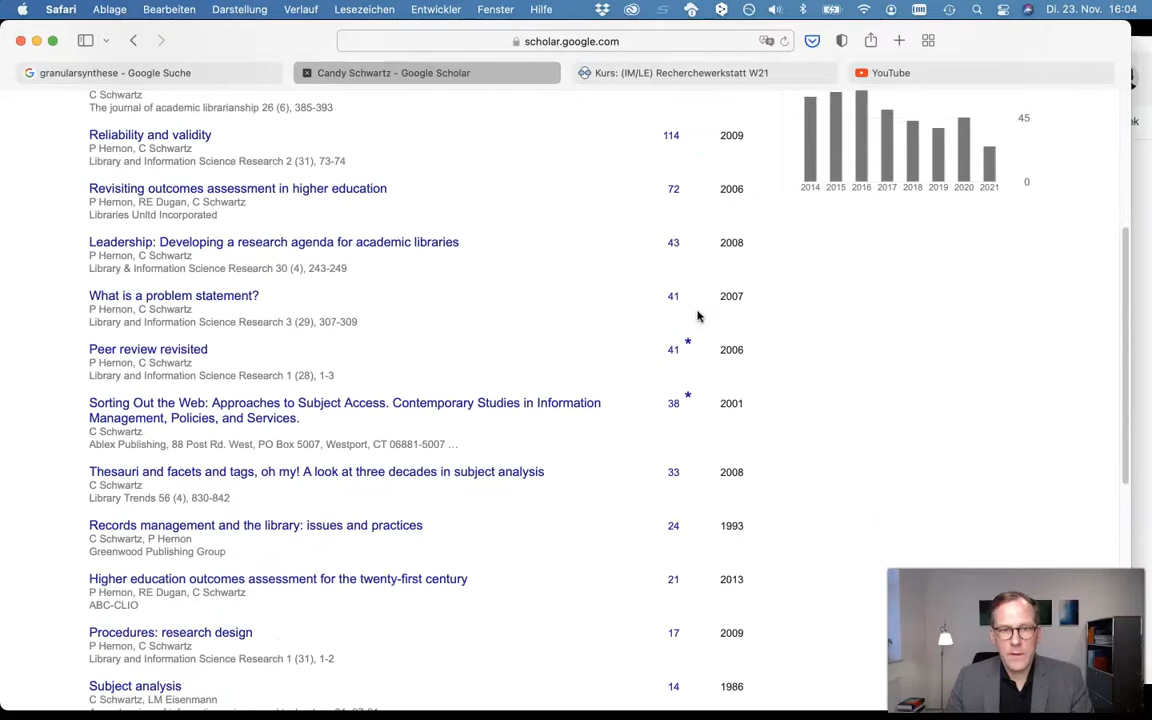 Safari Ablage Bearbeiten Darstellung Verlauf Lesezeichen Entwickler Fenster Hilfe Di. 23. Nov. 16:04
scholar.google.com
granularsynthese – Google Suche
Candy Schwartz - Google Scholar
Kurs: (IM/LE) Recherchewerkstatt W21
YouTube
C Schwartz
The journal of academic librarianship 26 (6), 385-393
Reliability and validity 114 2009
P Hernon, C Schwartz
Library and Information Science Research 2 (31), 73-74
Revisiting outcomes assessment in higher education 72 2006
P Hernon, RE Dugan, C Schwartz
Libraries Unltd Incorporated
Leadership: Developing a research agenda for academic libraries 43 2008
P Hernon, C Schwartz
Library & Information Science Research 30 (4), 243-249
What is a problem statement? 41 2007
P Hernon, C Schwartz
Library and Information Science Research 3 (29), 307-309
Peer review revisited 41 * 2006
P Hernon, C Schwartz
Library and Information Science Research 1 (28), 1-3
Sorting Out the Web: Approaches to Subject Access. Contemporary Studies in Information 38 * 2001
Management, Policies, and Services.
C Schwartz
Ablex Publishing, 88 Post Rd. West, PO Box 5007, Westport, CT 06881-5007 …
Thesauri and facets and tags, oh my! A look at three decades in subject analysis 33 2008
C Schwartz
Library Trends 56 (4), 830-842
Records management and the library: issues and practices 24 1993
C Schwartz, P Hernon
Greenwood Publishing Group
Higher education outcomes assessment for the twenty-first century 21 2013
P Hernon, RE Dugan, C Schwartz
ABC-CLIO
Procedures: research design 17 2009
P Hernon, C Schwartz
Library and Information Science Research 1 (31), 1-2
Subject analysis 14 1986
C Schwartz, LM Eisenmann
45
0
2014 2015 2016 2017 2018 2019 2020 2021
ek